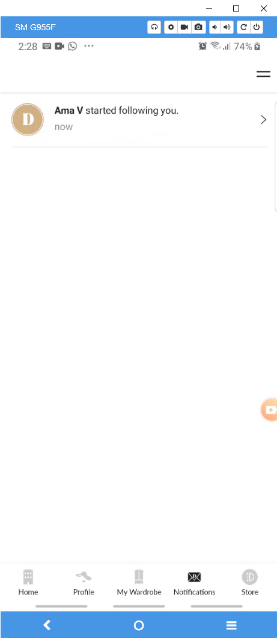 SM G955F
2:28 ··· 74%
D
Ama V started following you.
now
Home Profile My Wardrobe Notifications Store